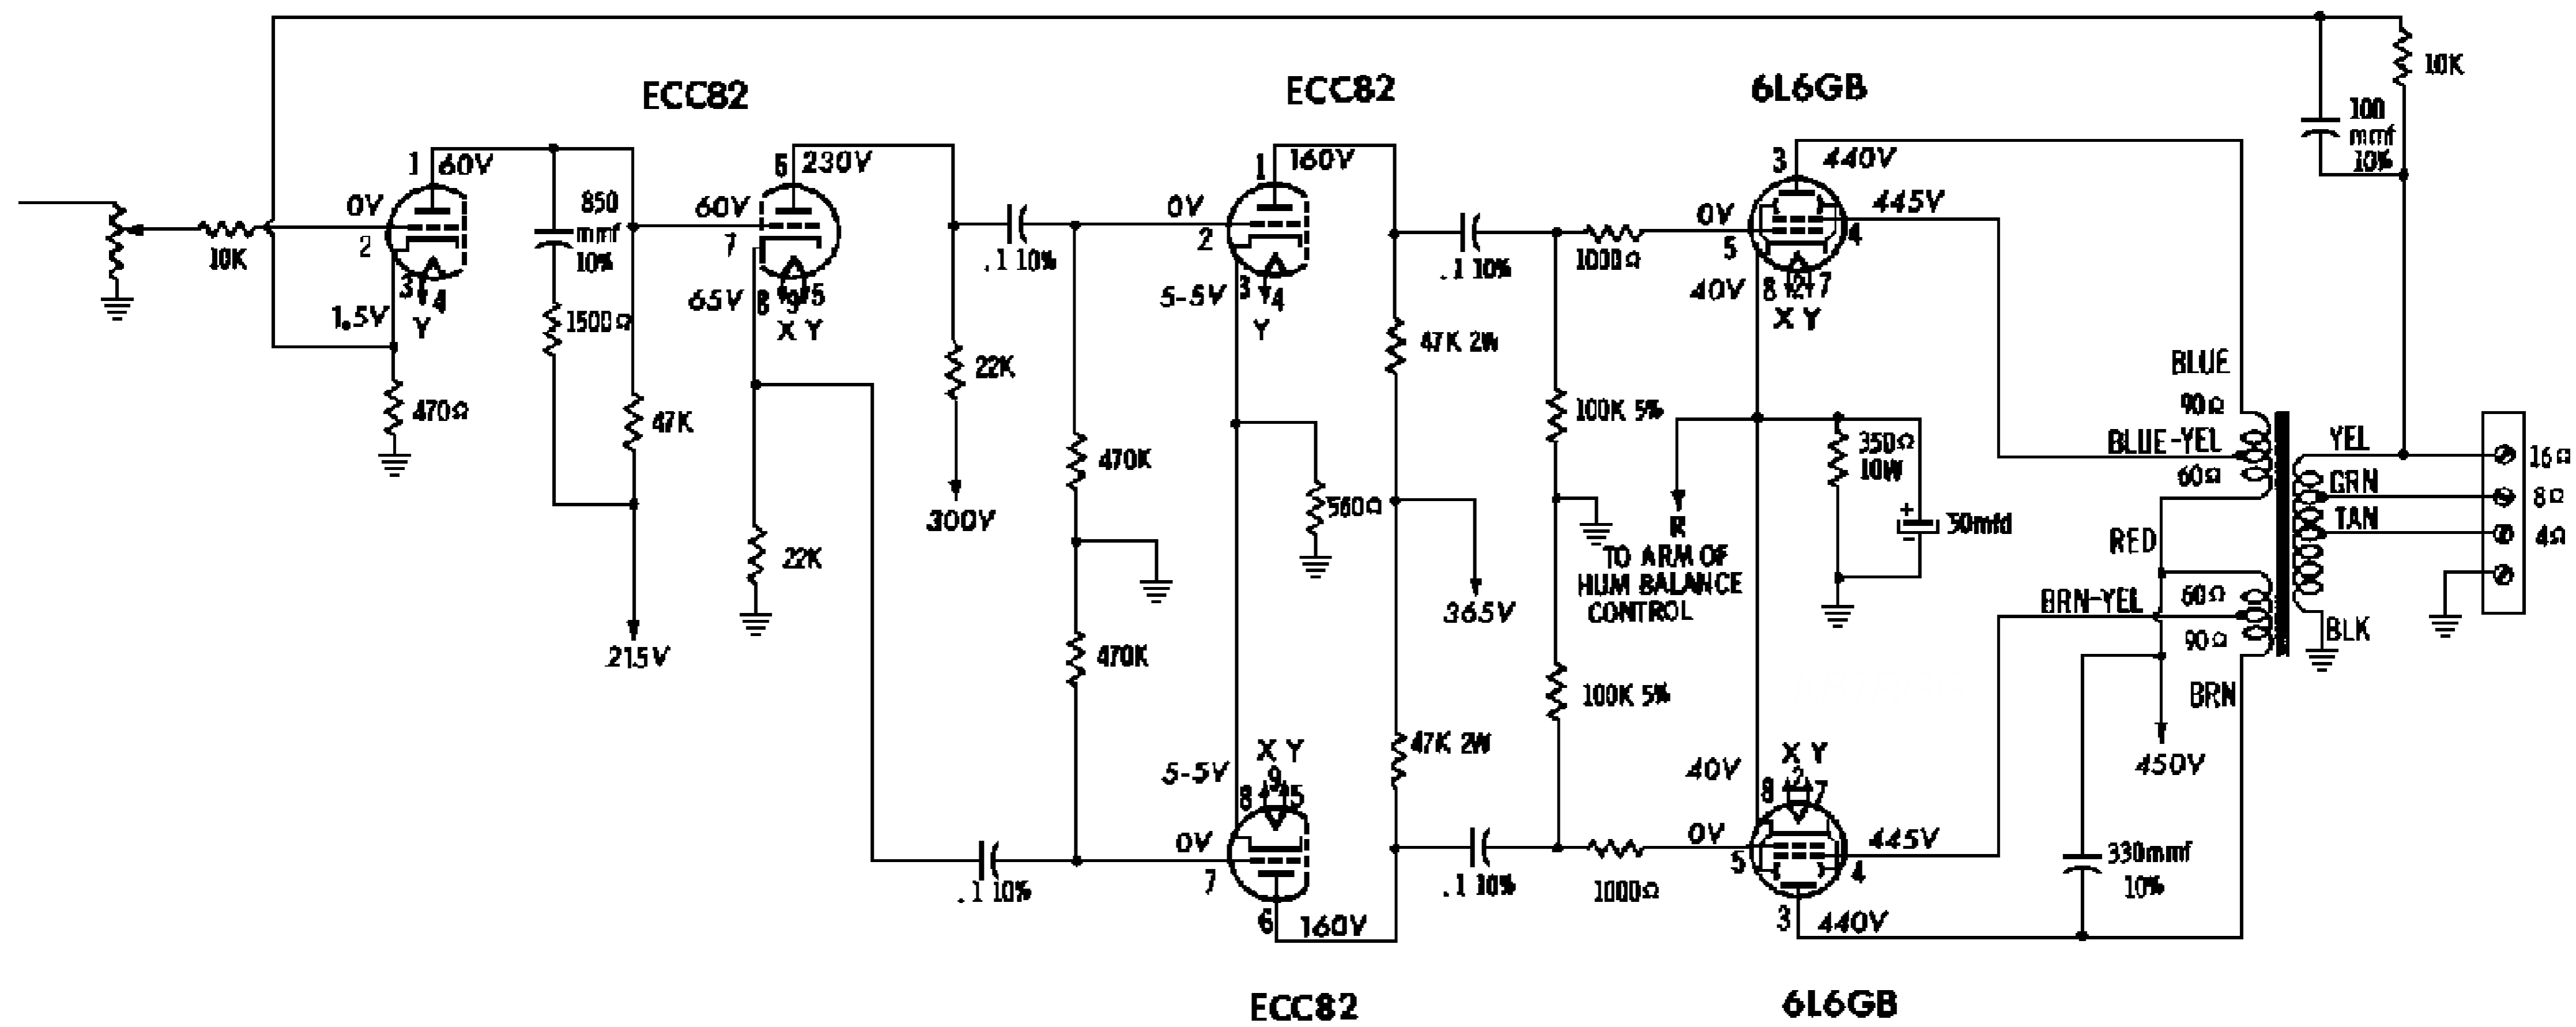 ECC82
ECC82
6L6GB
10K
100
mmf
10%
1
60V
6
230V
1
160V
3
440V
0V
2
850
mmf
10%
60V
7
0V
2
0V
5
445V
4
10K
3
4
Y
1.5V
1500Ω
65V
8
9
5
X Y
.1 10%
5-5V
3
4
Y
.1 10%
1000Ω
40V
8
2
7
X Y
470Ω
47K
22K
47K 2W
100K 5%
BLUE
90Ω
BLUE-YEL
60Ω
350Ω
10W
YEL
16Ω
470K
GRN
8Ω
300V
560Ω
R
50mfd
TAN
4Ω
RED
TO ARM OF
HUM BALANCE
CONTROL
22K
365V
BRN-YEL
60Ω
90Ω
BLK
215V
470K
100K 5%
BRN
X Y
9
8
5
5-5V
47K 2W
X Y
2
8
7
40V
450V
0V
7
0V
5
445V
4
330mmf
10%
.1 10%
.1 10%
1000Ω
6
160V
3
440V
ECC82
6L6GB